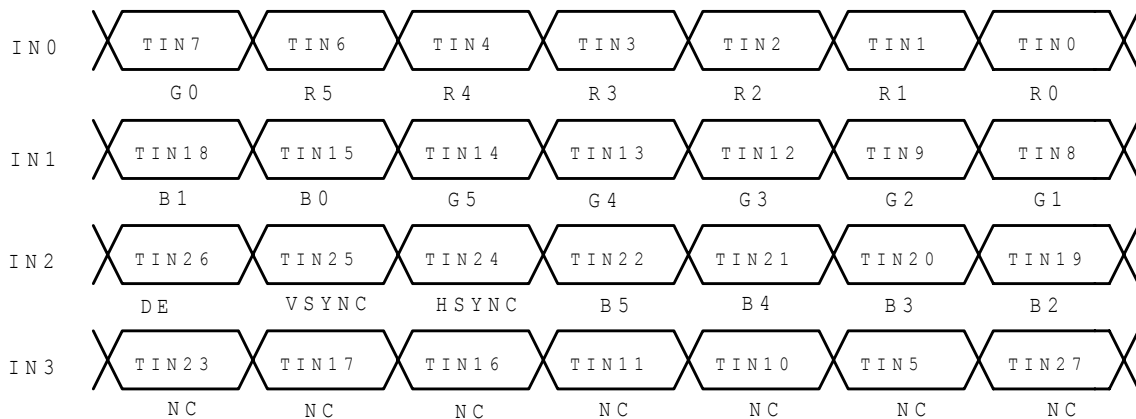 IN0 TIN7 TIN6 TIN4 TIN3 TIN2 TIN1 TIN0
G0 R5 R4 R3 R2 R1 R0
IN1 TIN18 TIN15 TIN14 TIN13 TIN12 TIN9 TIN8
B1 B0 G5 G4 G3 G2 G1
IN2 TIN26 TIN25 TIN24 TIN22 TIN21 TIN20 TIN19
DE VSYNC HSYNC B5 B4 B3 B2
IN3 TIN23 TIN17 TIN16 TIN11 TIN10 TIN5 TIN27
NC NC NC NC NC NC NC